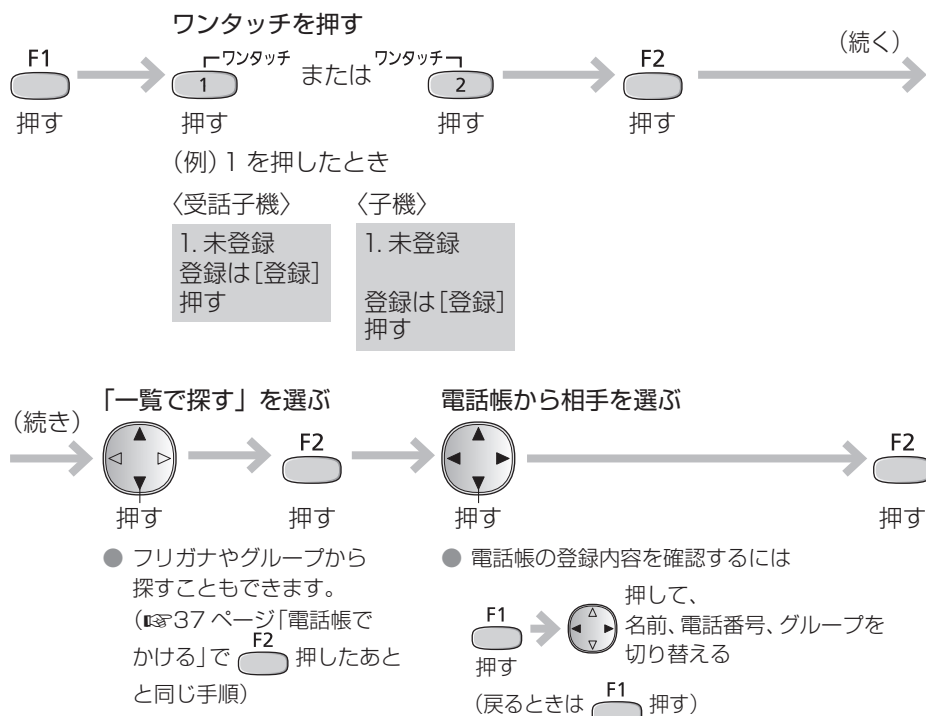 ワンタッチを押す
F1
ワンタッチ
1
または
ワンタッチ
2
F2
（続く）
押す
押す
押す
押す
（例）1 を押したとき
〈受話子機〉
〈子機〉
1. 未登録
登録は［登録］
押す
1. 未登録
登録は［登録］
押す
（続き）
「一覧で探す」を選ぶ
電話帳から相手を選ぶ
F2
F2
押す
押す
押す
押す
● フリガナやグループから
探すこともできます。
（☞37 ページ「電話帳で
かける」で F2 押したあと
と同じ手順）
● 電話帳の登録内容を確認するには
F1
押す
押して、
名前、電話番号、グループを
切り替える
（戻るときは F1 押す）